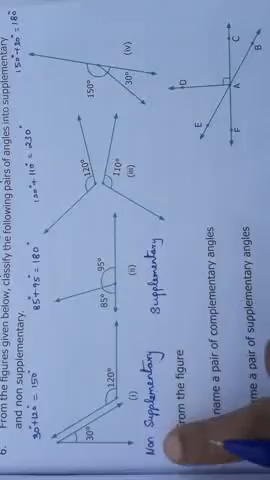 6. From the figures given below, classify the following pairs of angles into supplementary
and non supplementary.
30°+120° = 150°
85°+95° = 180°
120°+110° = 230°
150°+30° = 180°
30°
120°
85°
95°
120°
110°
150°
30°
(i)
(ii)
(iii)
(iv)
Non Supplementary
Supplementary
rom the figure
name a pair of complementary angles
me a pair of supplementary angles
E
D
F
A
C
B